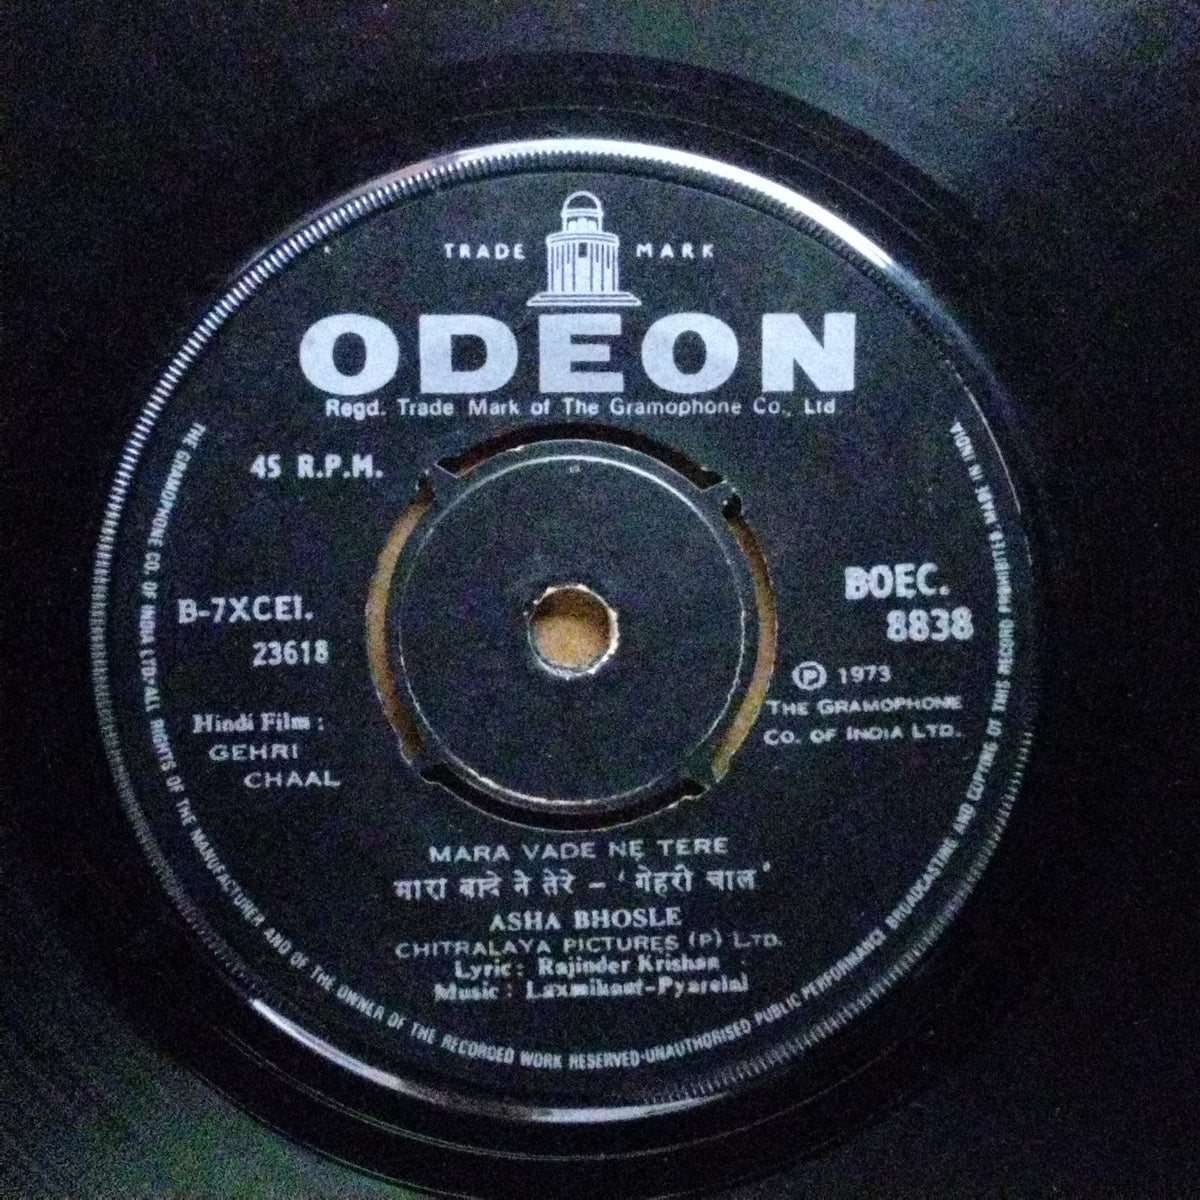 TRADE MARK
ODEON
Regd. Trade Mark of The Gramophone Co., Ltd.
45 R.P.M.
B-7XCEI.
23618
BOEC.
8838
Ⓟ 1973
THE GRAMOPHONE
CO. OF INDIA LTD.
Hindi Film :
GEHRI
CHAAL
MARA VADE NE TERE
मारा वादे ने तेरे – 'गेहरी चाल'
ASHA BHOSLE
CHITRALAYA PICTURES (P) LTD.
Lyric : Rajinder Krishan
Music : Laxmikant-Pyarelal
THE GRAMOPHONE CO. OF INDIA LTD·ALL RIGHTS OF THE MANUFACTURER AND OF THE OWNER OF THE RECORDED WORK RESERVED·UNAUTHORISED PUBLIC PERFORMANCE BROADCASTING AND COPYING OF THIS RECORD PROHIBITED MADE IN INDIA